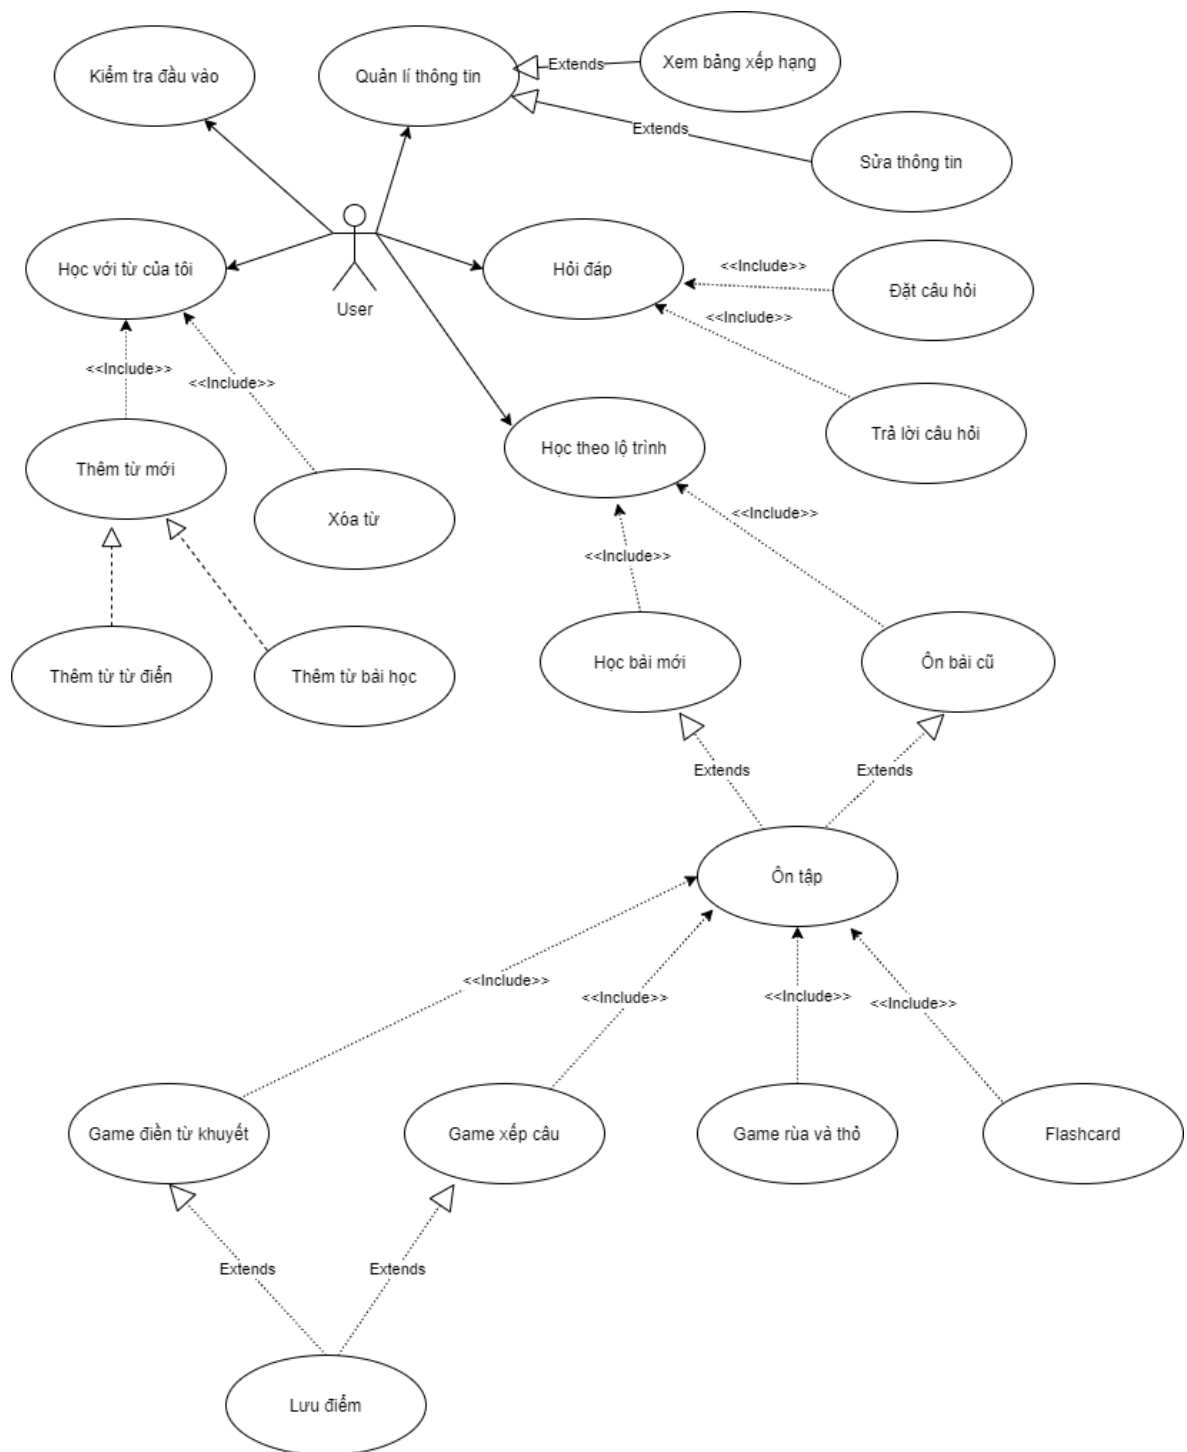 Kiểm tra đầu vào
Quản lí thông tin
Extends
Xem bảng xếp hạng
Extends
Sửa thông tin
Học với từ của tôi
User
Hỏi đáp
<<Include>>
Đặt câu hỏi
<<Include>>
Trả lời câu hỏi
<<Include>>
<<Include>>
Thêm từ mới
Xóa từ
Học theo lộ trình
<<Include>>
<<Include>>
Thêm từ từ điển
Thêm từ bài học
Học bài mới
Ôn bài cũ
Extends
Extends
Ôn tập
<<Include>>
<<Include>>
<<Include>>
<<Include>>
Game điền từ khuyết
Game xếp câu
Game rùa và thỏ
Flashcard
Extends
Extends
Lưu điểm